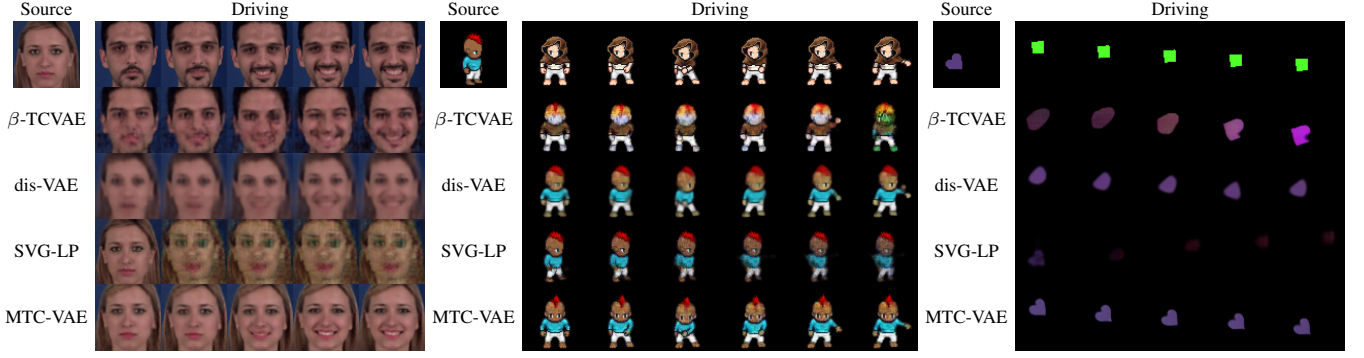 Source Driving Source Driving Source Driving
β-TCVAE β-TCVAE β-TCVAE
dis-VAE dis-VAE dis-VAE
SVG-LP SVG-LP SVG-LP
MTC-VAE MTC-VAE MTC-VAE